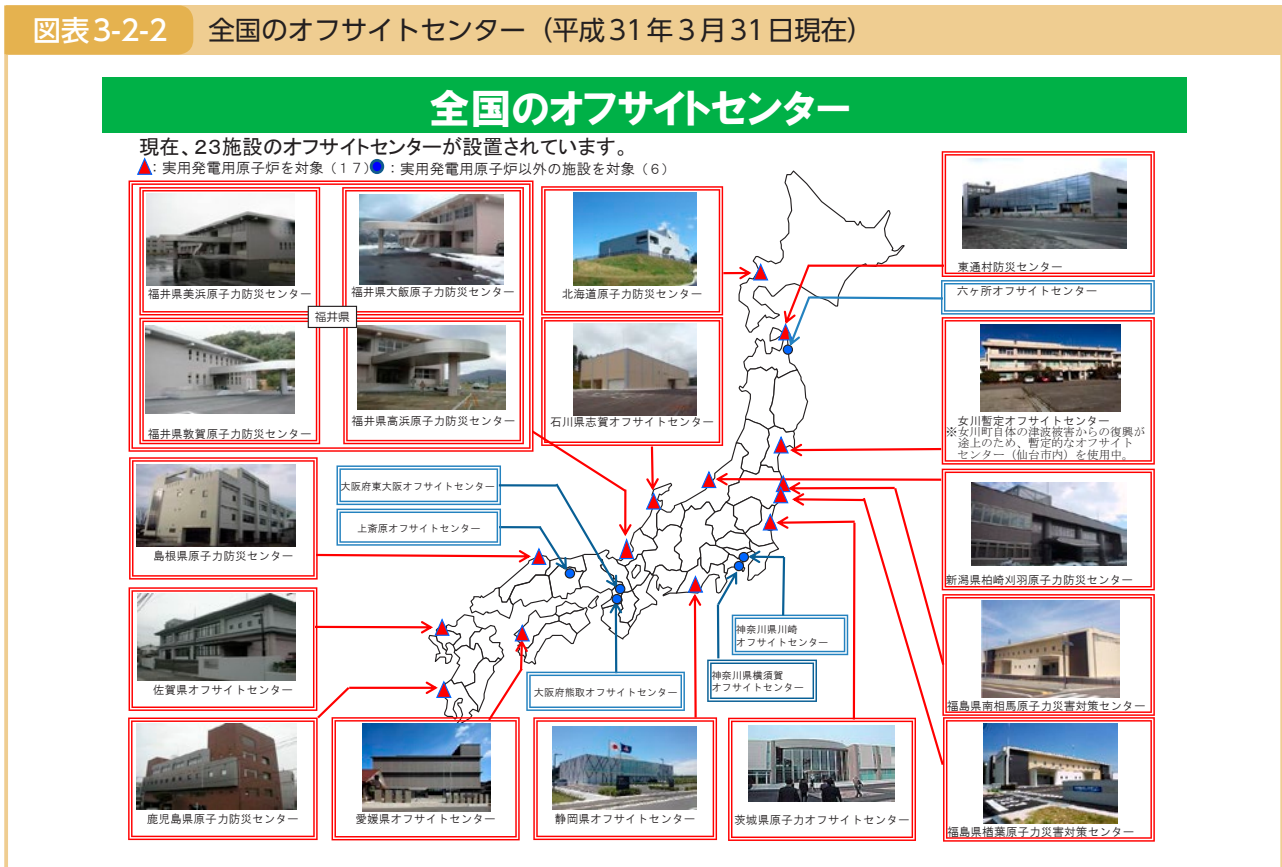 図表3-2-2 全国のオフサイトセンター（平成31年3月31日現在）
全国のオフサイトセンター
現在、23施設のオフサイトセンターが設置されています。
▲：実用発電用原子炉を対象（17）●：実用発電用原子炉以外の施設を対象（6）
福井県美浜原子力防災センター
福井県大飯原子力防災センター
福井県
福井県敦賀原子力防災センター
福井県高浜原子力防災センター
北海道原子力防災センター
石川県志賀オフサイトセンター
東通村防災センター
六ヶ所オフサイトセンター
女川暫定オフサイトセンター
※女川町自体の津波被害からの復興が
途上のため、暫定的なオフサイト
センター（仙台市内）を使用中。
大阪府東大阪オフサイトセンター
上斎原オフサイトセンター
島根県原子力防災センター
新潟県柏崎刈羽原子力防災センター
佐賀県オフサイトセンター
神奈川県川崎
オフサイトセンター
神奈川県横須賀
オフサイトセンター
大阪府熊取オフサイトセンター
福島県南相馬原子力災害対策センター
鹿児島県原子力防災センター
愛媛県オフサイトセンター
静岡県オフサイトセンター
茨城県原子力オフサイトセンター
福島県楢葉原子力災害対策センター